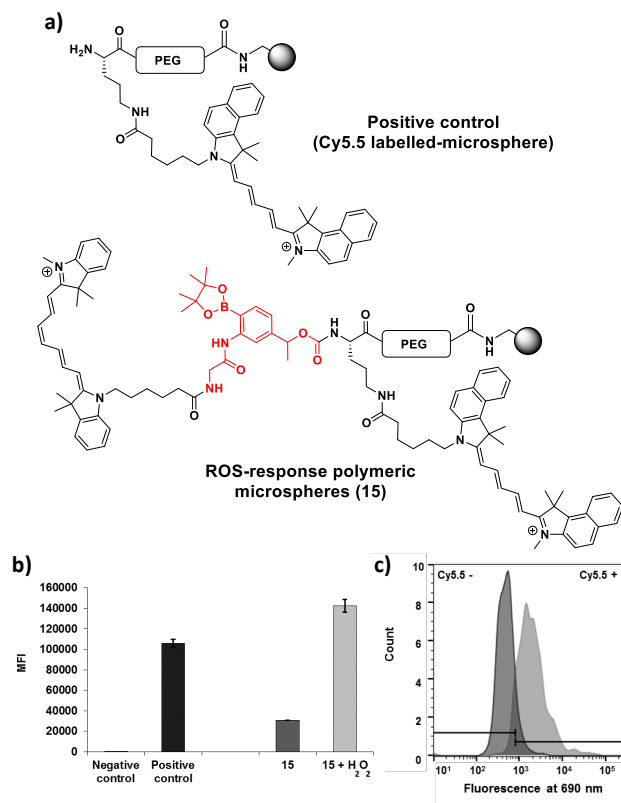 a)
O
O
H₂N
PEG
N
H
NH
O
N
Positive control
(Cy5.5 labelled-microsphere)
⊕
N
N
⊕
O
B
O
O
H
N
O
PEG
O
N
H
NH
O
O
NH
O
N
O
N
ROS-response polymeric
microspheres (15)
⊕
N
b)
160000
140000
120000
100000
80000
60000
40000
20000
0
MFI
Negative
control
Positive
control
15
15 + H₂O₂
c)
10
8
6
4
2
0
Count
Cy5.5 -
Cy5.5 +
10¹
10²
10³
10⁴
10⁵
Fluorescence at 690 nm